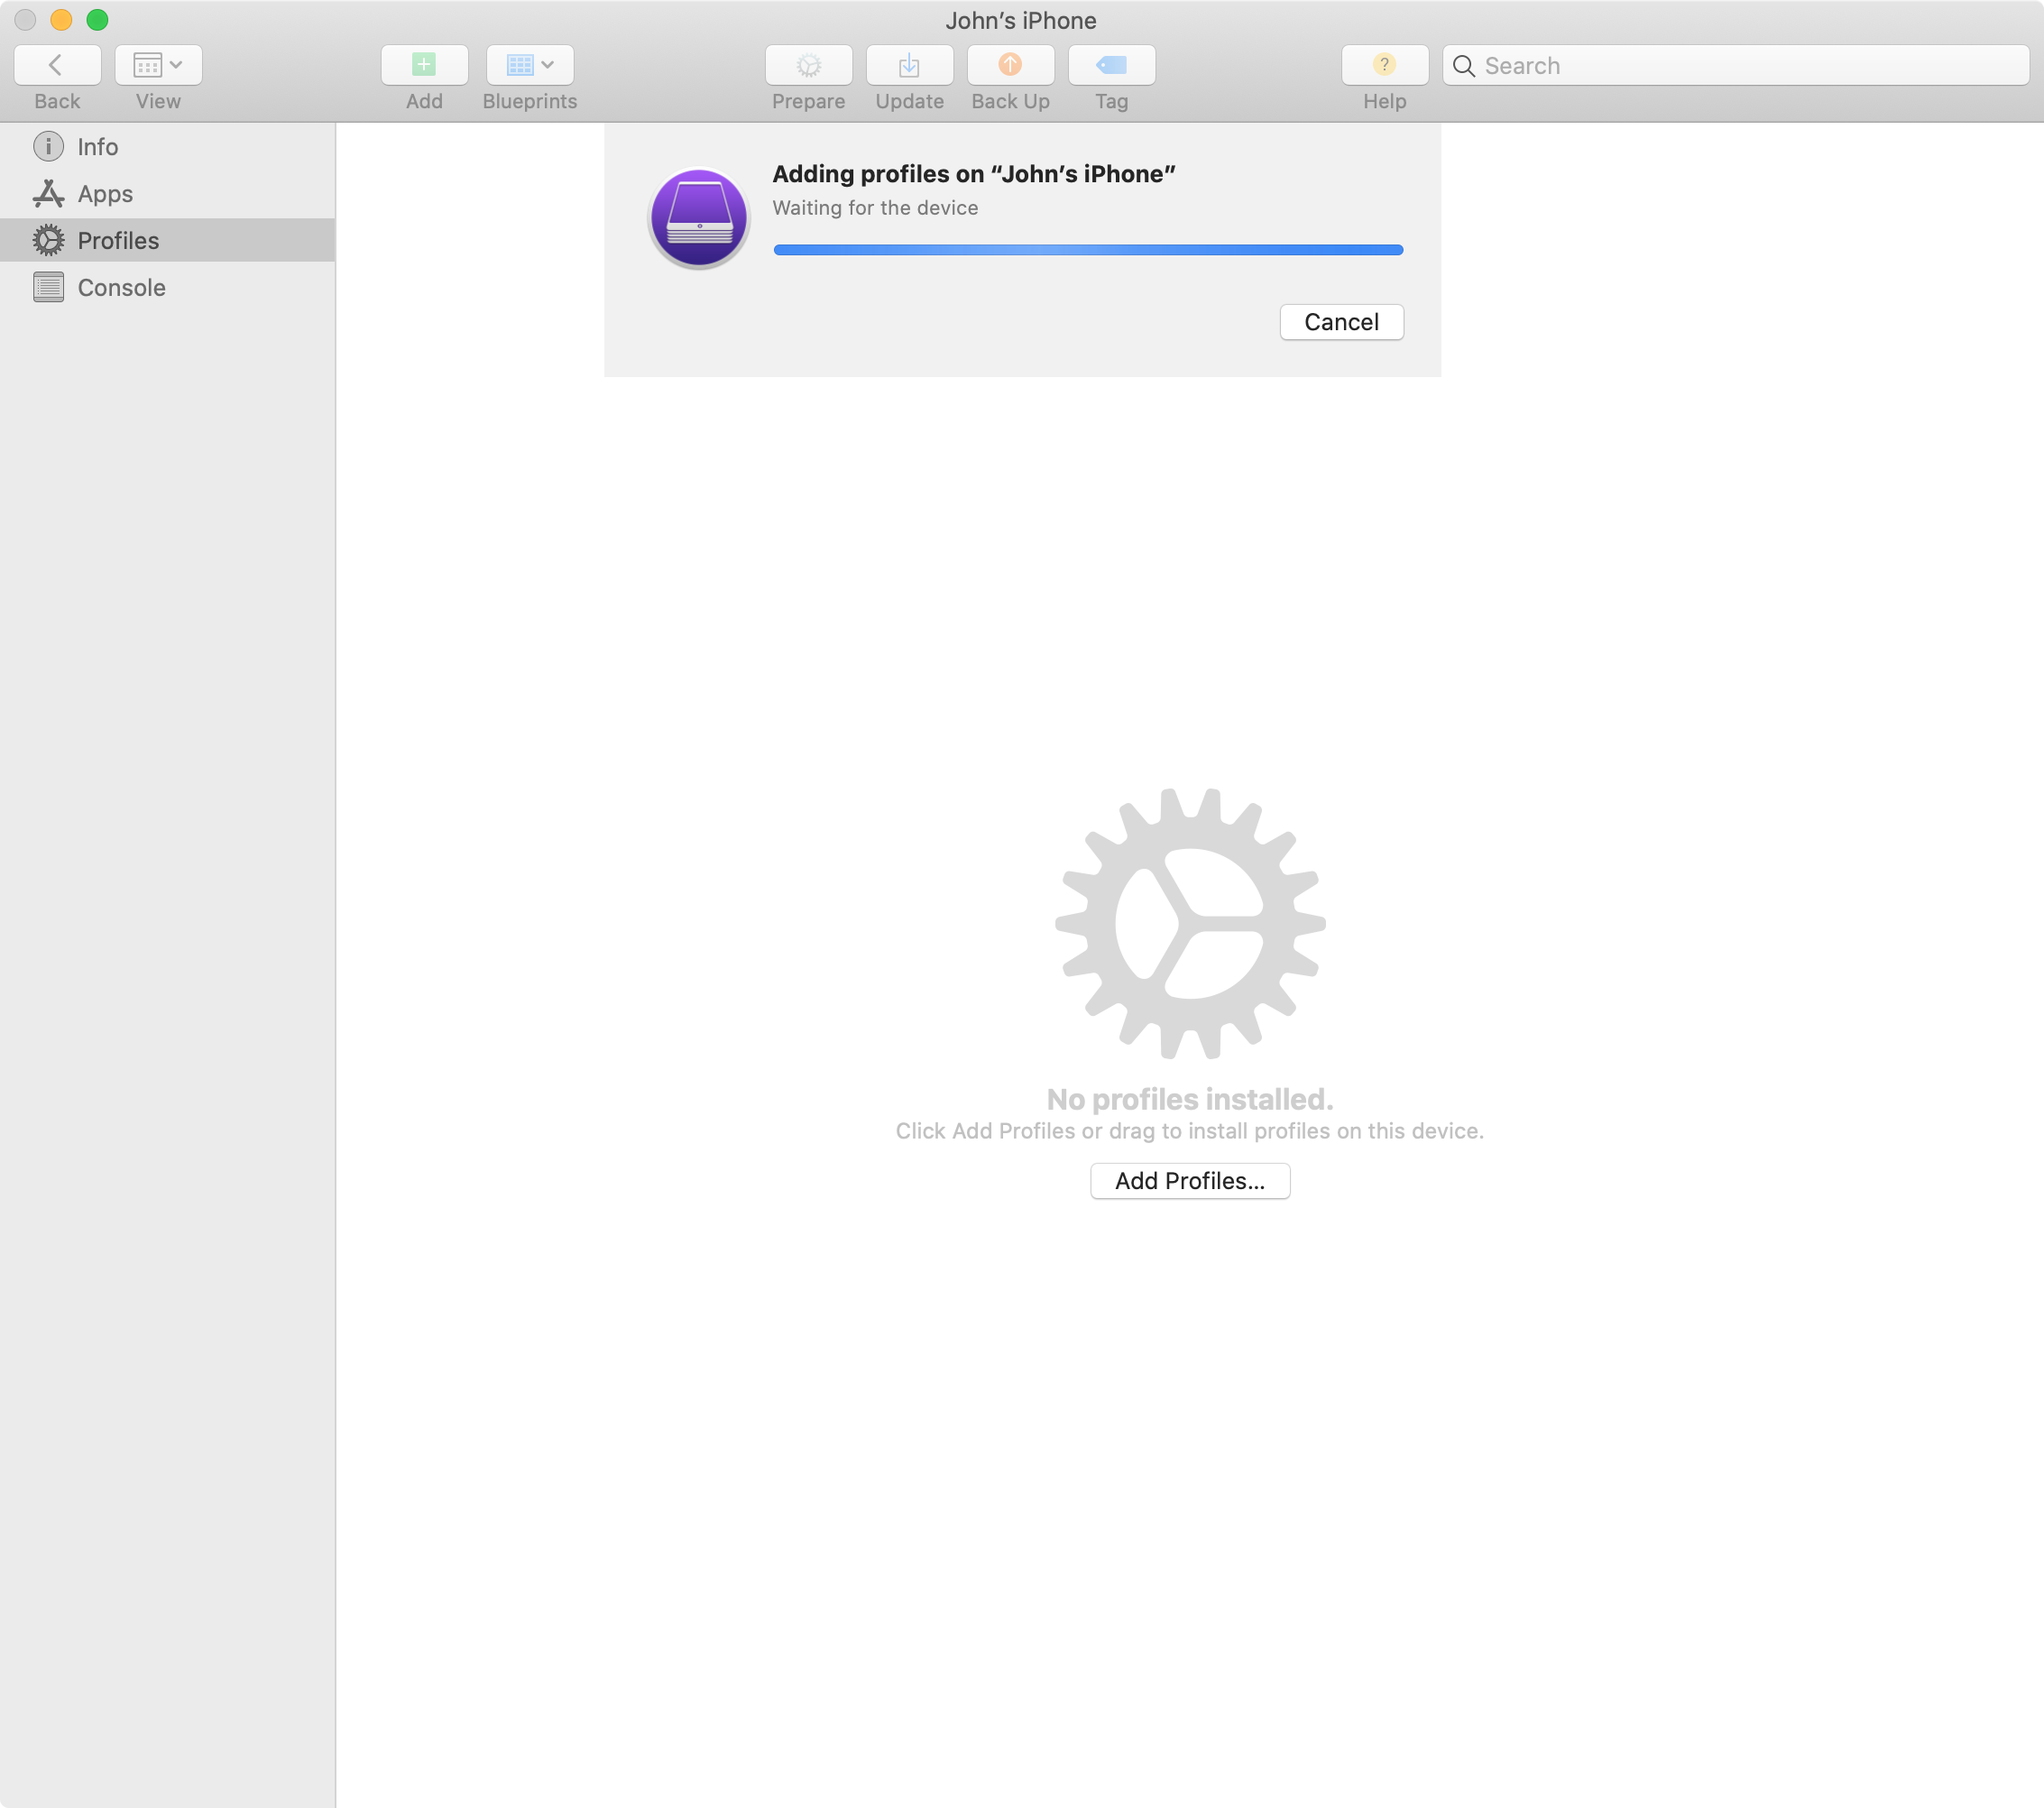 John’s iPhone
Back
View
Add
Blueprints
Prepare
Update
Back Up
Tag
?
Help
Search
Info
Apps
Profiles
Console
Adding profiles on “John’s iPhone”
Waiting for the device
Cancel
No profiles installed.
Click Add Profiles or drag to install profiles on this device.
Add Profiles...